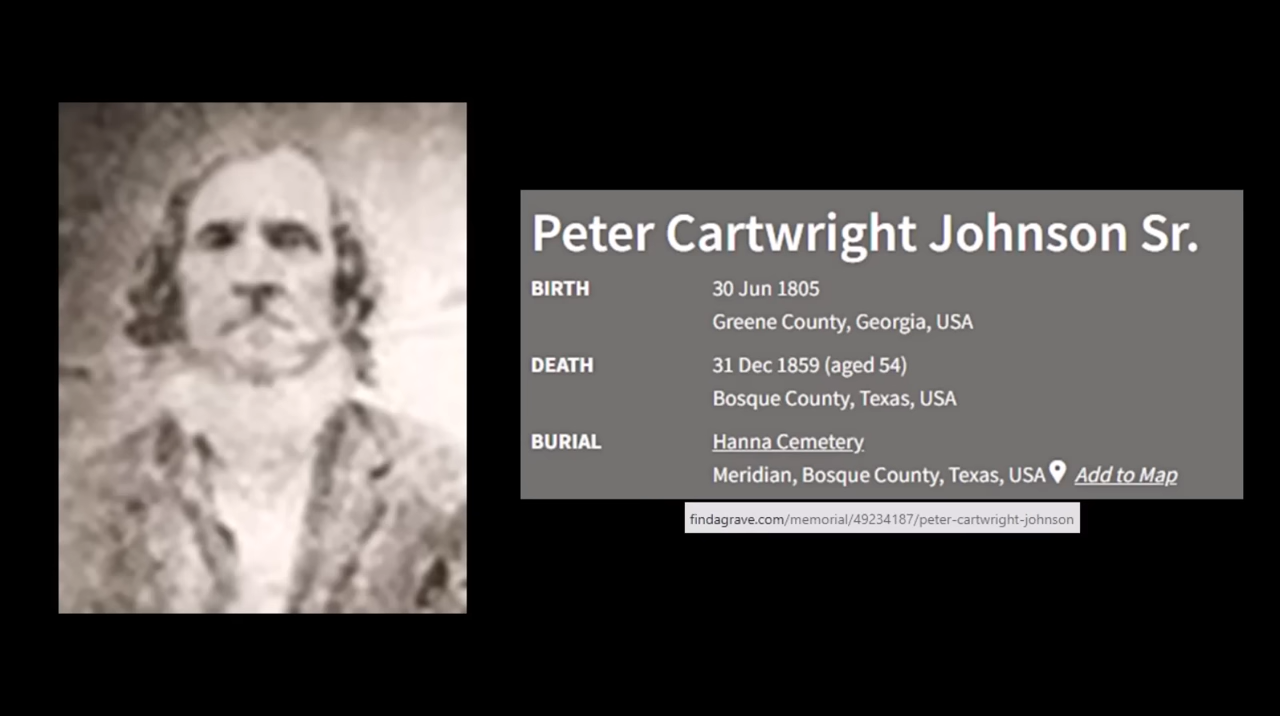 Peter Cartwright Johnson Sr.
BIRTH 30 Jun 1805
Greene County, Georgia, USA
DEATH 31 Dec 1859 (aged 54)
Bosque County, Texas, USA
BURIAL Hanna Cemetery
Meridian, Bosque County, Texas, USA Add to Map
findagrave.com/memorial/49234187/peter-cartwright-johnson